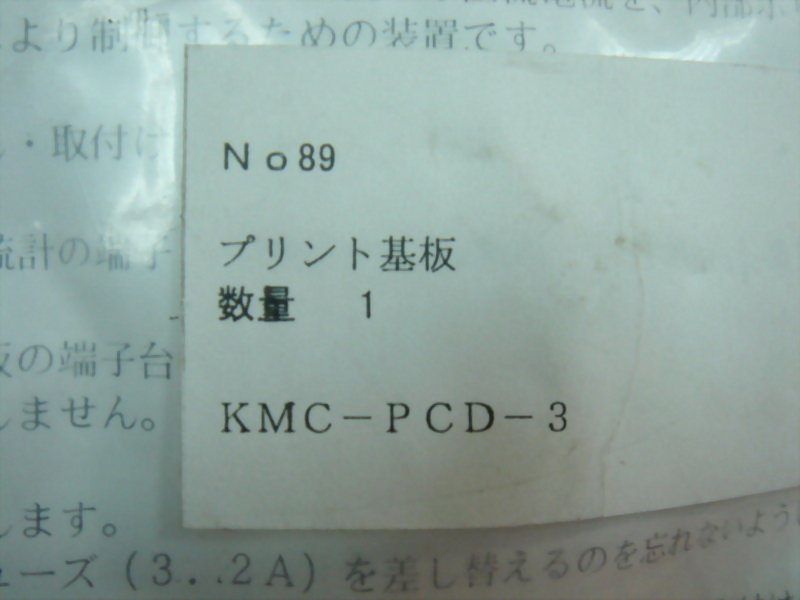 により制御するための装置です。
・取付け
No89
プリント基板
流計の端子
数量 1
板の端子台
しません。
KMC-PCD-3
します。
ューズ(3..2A)を差し替えるのを忘れないように